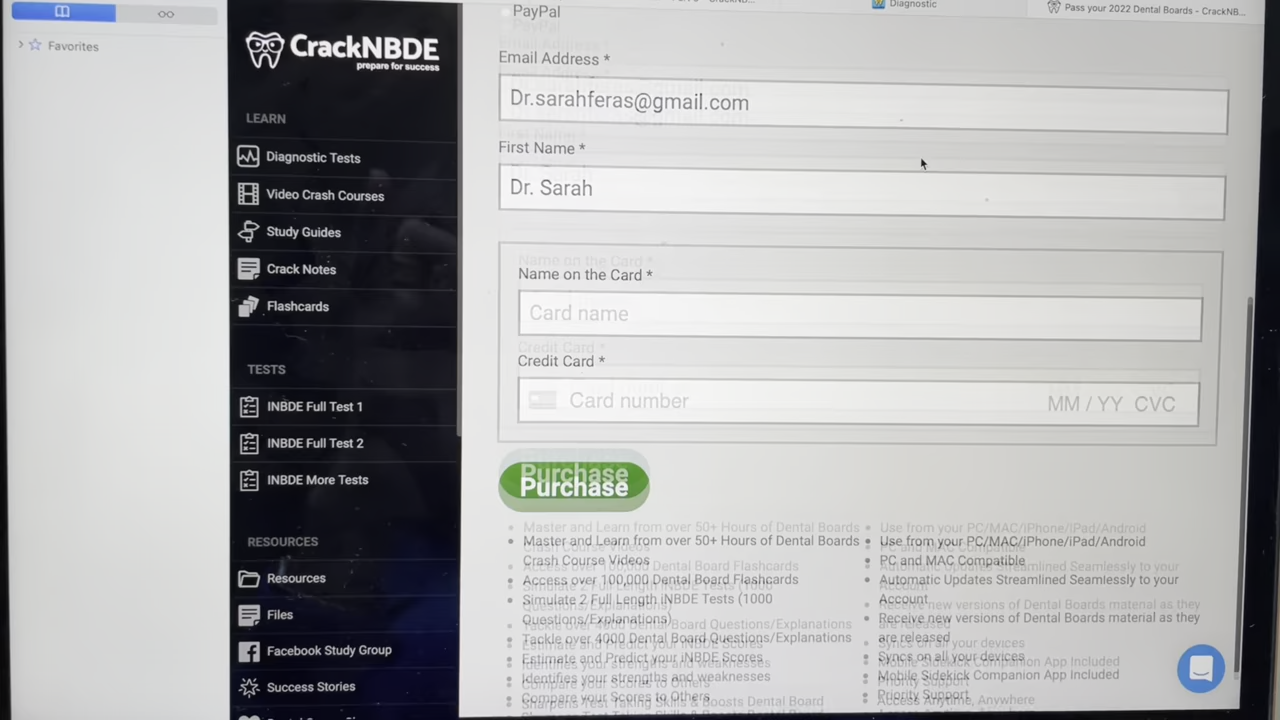 Diagnostic
Pass your 2022 Dental Boards - CrackNB...
Favorites
CrackNBDE
prepare for success
LEARN
Diagnostic Tests
Video Crash Courses
Study Guides
Crack Notes
Flashcards
TESTS
INBDE Full Test 1
INBDE Full Test 2
INBDE More Tests
RESOURCES
Resources
Files
Facebook Study Group
Success Stories
PayPal
Email Address *
Dr.sarahferas@gmail.com
First Name *
Dr. Sarah
Name on the Card *
Card name
Credit Card *
Card number MM / YY CVC
Purchase
Master and Learn from over 50+ Hours of Dental Boards
Crash Course Videos
Access over 100,000 Dental Board Flashcards
Simulate 2 Full Length iNBDE Tests (1000
Questions/Explanations)
Tackle over 4000 Dental Board Questions/Explanations
Estimate and Predict your iNBDE Scores
Identifies your strengths and weaknesses
Compare your Scores to Others
Use from your PC/MAC/iPhone/iPad/Android
PC and MAC Compatible
Automatic Updates Streamlined Seamlessly to your
Account
Receive new versions of Dental Boards material as they
are released
Syncs on all your devices
Mobile Sidekick Companion App Included
Priority Support